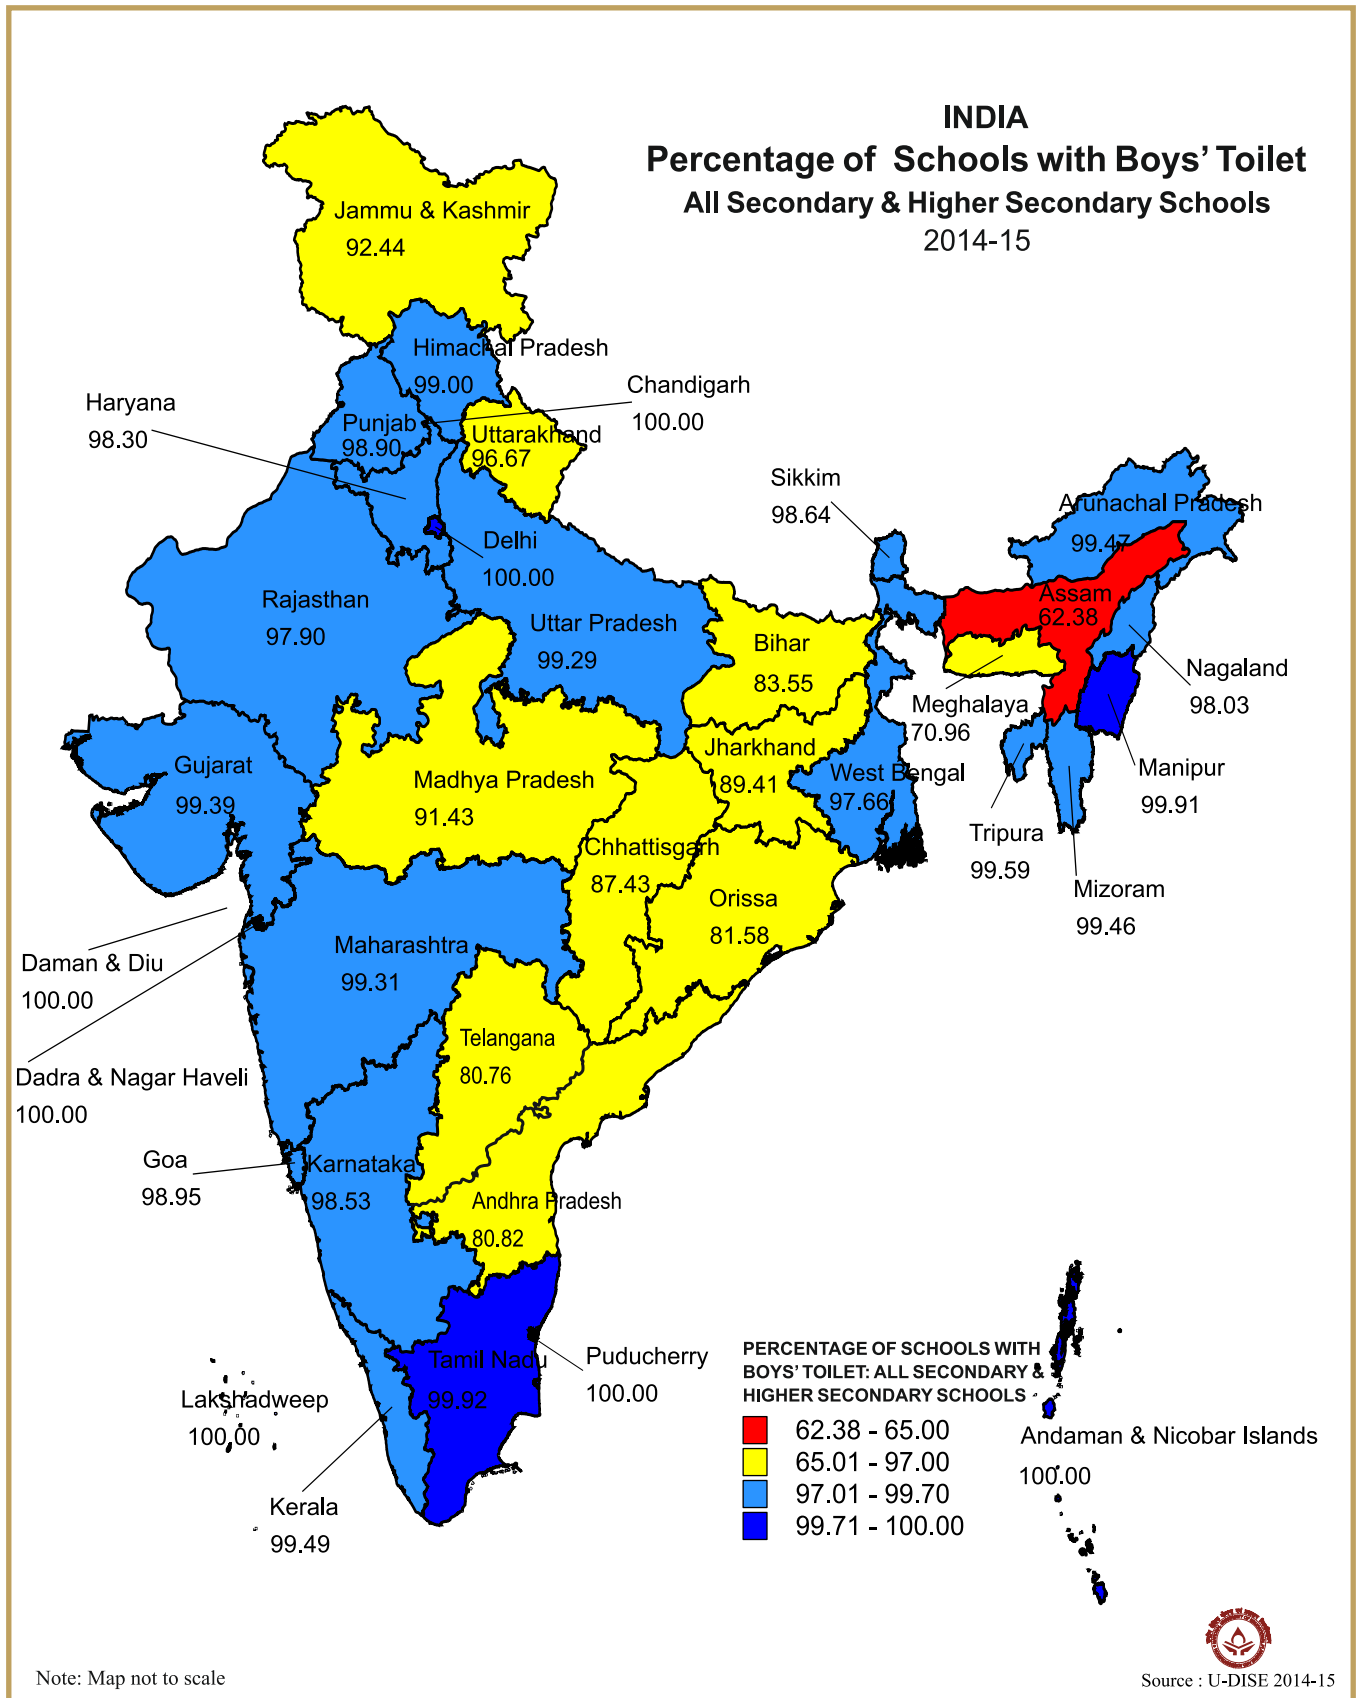 INDIA
Percentage of Schools with Boys' Toilet
All Secondary & Higher Secondary Schools
2014-15
Jammu & Kashmir
92.44
Himachal Pradesh
99.00
Chandigarh
100.00
Haryana
98.30
Punjab
98.90
Uttarakhand
96.67
Sikkim
98.64
Arunachal Pradesh
99.47
Delhi
100.00
Rajasthan
97.90
Uttar Pradesh
99.29
Assam
62.38
Bihar
83.55
Nagaland
98.03
Meghalaya
70.96
Jharkhand
89.41
West Bengal
97.66
Manipur
99.91
Gujarat
99.39
Madhya Pradesh
91.43
Tripura
99.59
Chhattisgarh
87.43
Mizoram
99.46
Orissa
81.58
Maharashtra
99.31
Daman & Diu
100.00
Telangana
80.76
Dadra & Nagar Haveli
100.00
Goa
98.95
Karnataka
98.53
Andhra Pradesh
80.82
Tamil Nadu
99.92
Puducherry
100.00
Lakshadweep
100.00
Kerala
99.49
PERCENTAGE OF SCHOOLS WITH
BOYS' TOILET: ALL SECONDARY &
HIGHER SECONDARY SCHOOLS
62.38 - 65.00
65.01 - 97.00
97.01 - 99.70
99.71 - 100.00
Andaman & Nicobar Islands
100.00
Note: Map not to scale
Source : U-DISE 2014-15